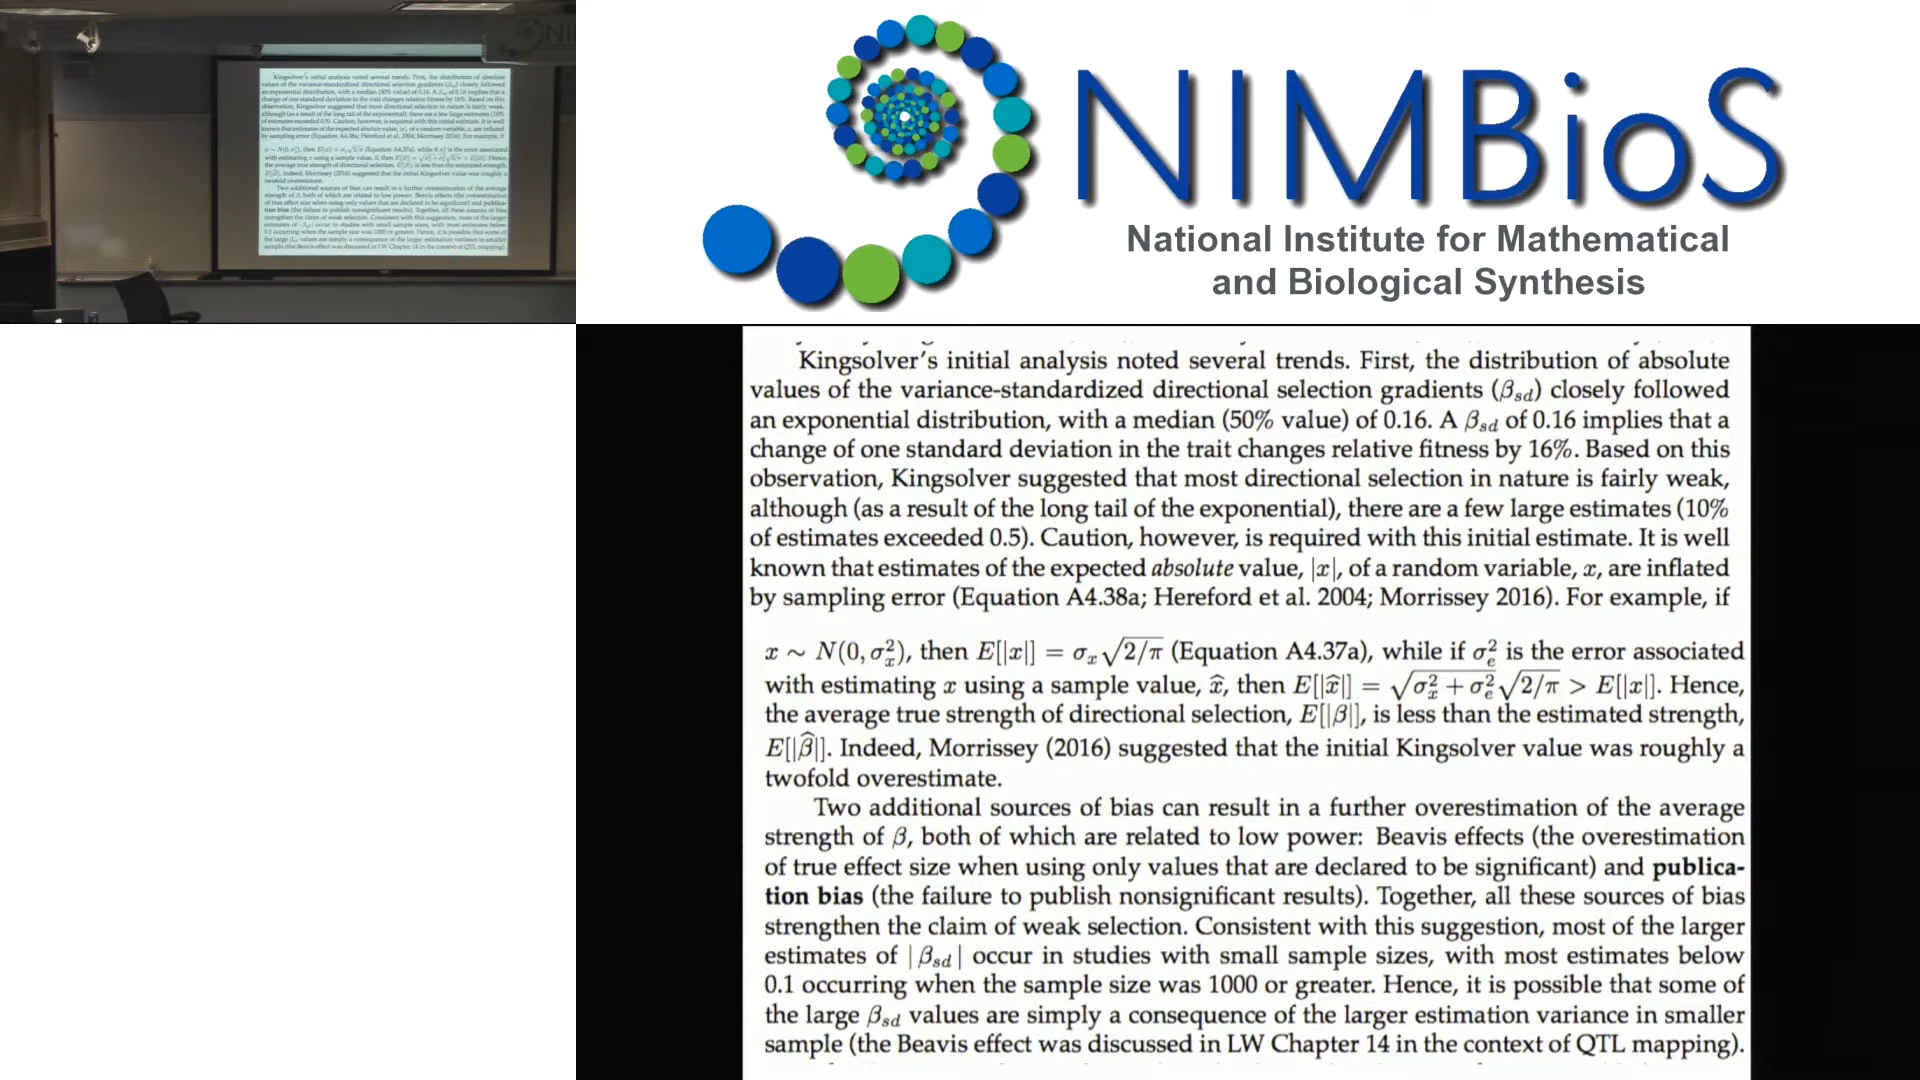 NIMBioS
National Institute for Mathematical
and Biological Synthesis
Kingsolver's initial analysis noted several trends. First, the distribution of absolute
values of the variance-standardized directional selection gradients (β_sd) closely followed
an exponential distribution, with a median (50% value) of 0.16. A β_sd of 0.16 implies that a
change of one standard deviation in the trait changes relative fitness by 16%. Based on this
observation, Kingsolver suggested that most directional selection in nature is fairly weak,
although (as a result of the long tail of the exponential), there are a few large estimates (10%
of estimates exceeded 0.5). Caution, however, is required with this initial estimate. It is well
known that estimates of the expected absolute value, |x|, of a random variable, x, are inflated
by sampling error (Equation A4.38a; Hereford et al. 2004; Morrissey 2016). For example, if
x ∼ N(0, σ_x^2), then E[|x|] = σ_x√(2/π) (Equation A4.37a), while if σ_e^2 is the error associated
with estimating x using a sample value, x̂, then E[|x̂|] = √(σ_x^2 + σ_e^2)√(2/π) > E[|x|]. Hence,
the average true strength of directional selection, E[|β|], is less than the estimated strength,
E[|β̂|]. Indeed, Morrissey (2016) suggested that the initial Kingsolver value was roughly a
twofold overestimate.
Two additional sources of bias can result in a further overestimation of the average
strength of β, both of which are related to low power: Beavis effects (the overestimation
of true effect size when using only values that are declared to be significant) and publica-
tion bias (the failure to publish nonsignificant results). Together, all these sources of bias
strengthen the claim of weak selection. Consistent with this suggestion, most of the larger
estimates of |β_sd| occur in studies with small sample sizes, with most estimates below
0.1 occurring when the sample size was 1000 or greater. Hence, it is possible that some of
the large β_sd values are simply a consequence of the larger estimation variance in smaller
sample (the Beavis effect was discussed in LW Chapter 14 in the context of QTL mapping).